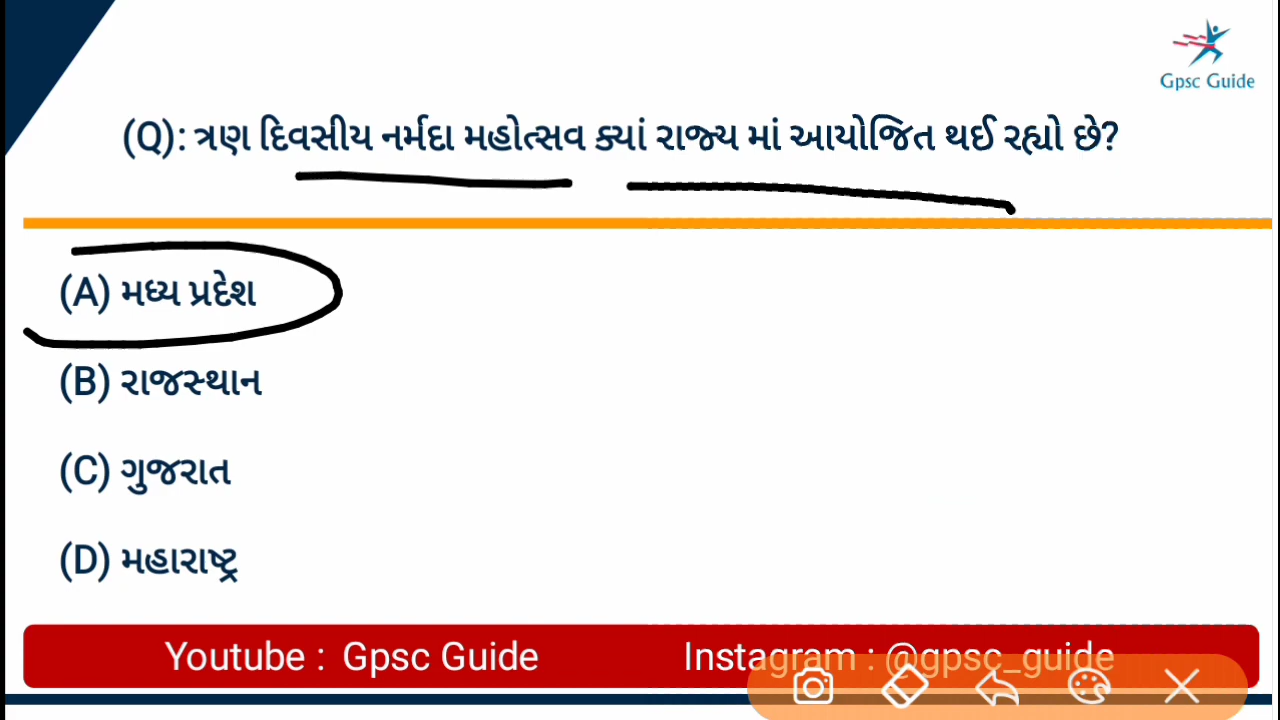 Gpsc Guide
(Q): ત્રણ દિવસીય નર્મદા મહોત્સવ ક્યાં રાજ્ય માં આયોજિત થઈ રહ્યો છે?
(A) મધ્ય પ્રદેશ
(B) રાજસ્થાન
(C) ગુજરાત
(D) મહારાષ્ટ્ર
Youtube : Gpsc Guide Instagram : @gpsc_guide